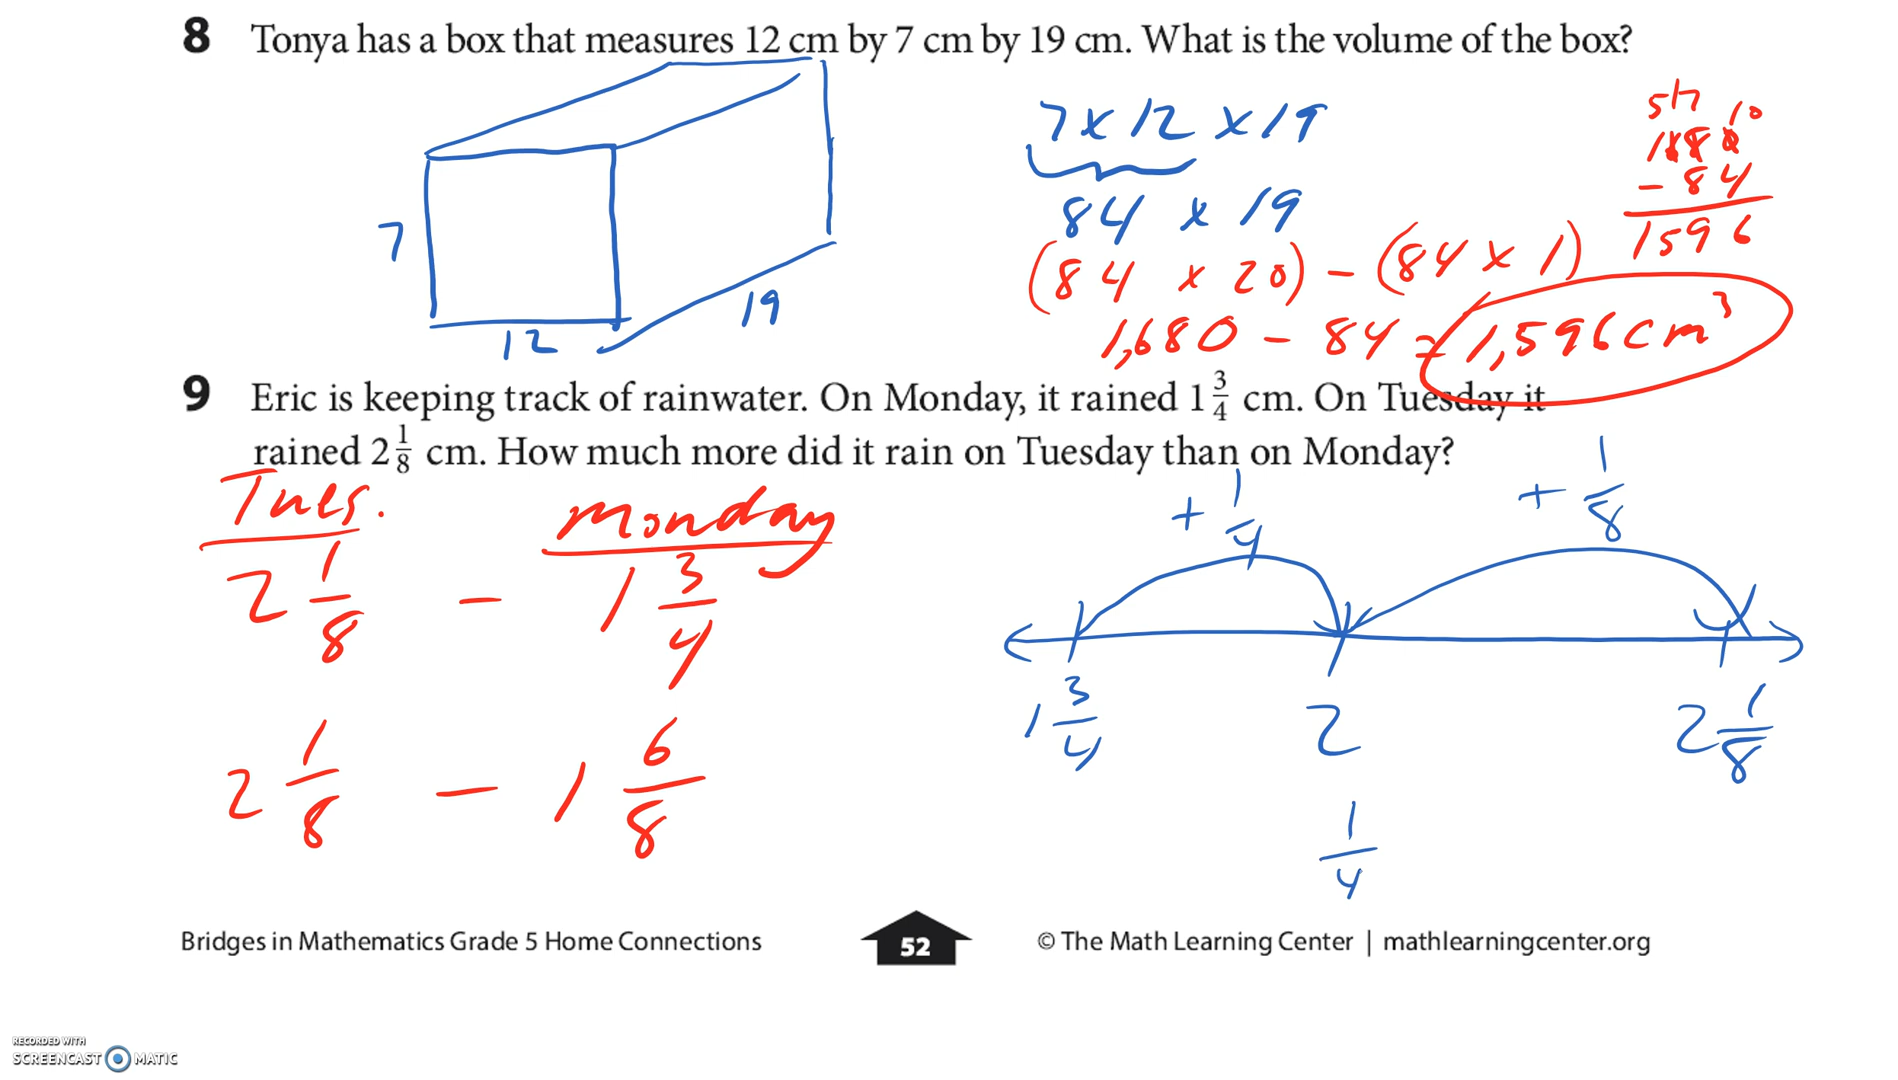 8 Tonya has a box that measures 12 cm by 7 cm by 19 cm. What is the volume of the box?
7 x 12 x 19
84 x 19
(84 x 20) - (84 x 1)
1,680 - 84 = 1,596 cm³
517 10
- 84
1596
7
12
19
9 Eric is keeping track of rainwater. On Monday, it rained 1 3/4 cm. On Tuesday it
rained 2 1/8 cm. How much more did it rain on Tuesday than on Monday?
Tues. Monday
2 1/8 - 1 3/4
2 1/8 - 1 6/8
+ 1/4 + 1/8
1 3/4 2 2 1/8
1/4
Bridges in Mathematics Grade 5 Home Connections 52 © The Math Learning Center | mathlearningcenter.org
RECORDED WITH
SCREENCAST MATIC